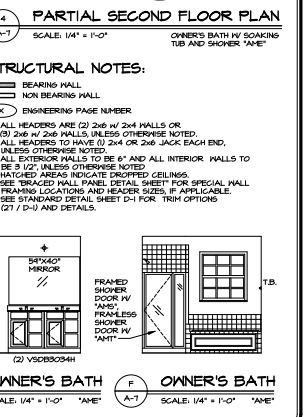 4
A-7
PARTIAL SECOND FLOOR PLAN
SCALE: 1/4" = 1'-0"
OWNER'S BATH W/ SOAKING
TUB AND SHOWER "AME"
TRUCTURAL NOTES:
BEARING WALL
NON BEARING WALL
X
ENGINEERING PAGE NUMBER
ALL HEADERS ARE (2) 2x6 W/ 2x4 WALLS OR
(3) 2x6 W/ 2x6 WALLS, UNLESS OTHERWISE NOTED.
ALL HEADERS TO HAVE (1) 2x4 OR 2x6 JACK EACH END,
UNLESS OTHERWISE NOTED.
ALL EXTERIOR WALLS TO BE 6" AND ALL INTERIOR WALLS TO
BE 3 1/2", UNLESS OTHERWISE NOTED
HATCHED AREAS INDICATE DROPPED CEILINGS.
SEE "BRACED WALL PANEL DETAIL SHEET" FOR SPECIAL WALL
FRAMING LOCATIONS AND HEADER SIZES, IF APPLICABLE.
SEE STANDARD DETAIL SHEET D-1 FOR TRIM OPTIONS
(27 / D-1) AND DETAILS.
54"X40"
MIRROR
FRAMED
SHOWER
DOOR W/
"AMS",
FRAMLESS
SHOWER
DOOR W/
"AMT"
T.B.
(2) VSDB3034H
WNER'S BATH
ALE: 1/4" = 1'-0" "AME"
F
A-7
OWNER'S BATH
SCALE: 1/4" = 1'-0" "AME"